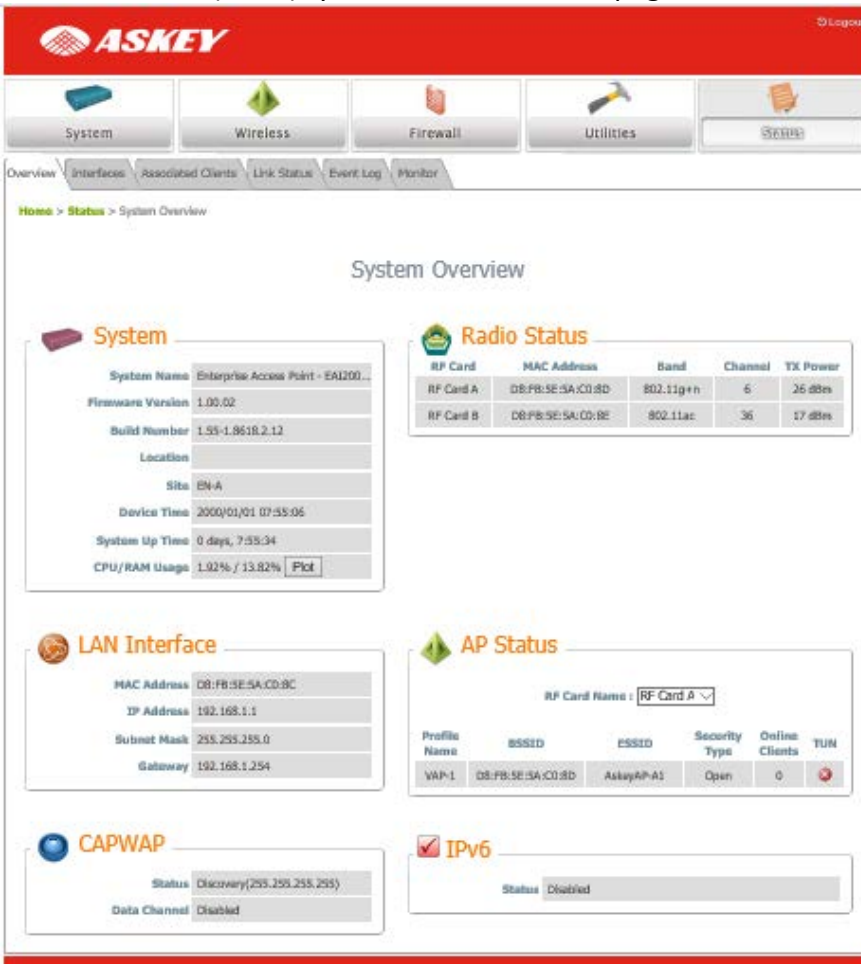 Logout
ASKEY
System Wireless Firewall Utilities Status
Overview Interfaces Associated Clients Link Status Event Log Monitor
Home > Status > System Overview
System Overview
System
System Name Enterprise Access Point - EAI200...
Firmware Version 1.00.02
Build Number 1.55-1.8618.2.12
Location
Site EN-A
Device Time 2000/01/01 07:55:06
System Up Time 0 days, 7:55:34
CPU/RAM Usage 1.92% / 13.82% Plot
Radio Status
RF Card MAC Address Band Channel TX Power
RF Card A D8:FB:5E:5A:C0:8D 802.11g+n 6 26 dBm
RF Card B D8:FB:5E:5A:C0:8E 802.11ac 36 17 dBm
LAN Interface
MAC Address D8:FB:5E:5A:C0:8C
IP Address 192.168.1.1
Subnet Mask 255.255.255.0
Gateway 192.168.1.254
AP Status
RF Card Name : RF Card A
Profile Name BSSID ESSID Security Type Online Clients TUN
VAP-1 D8:FB:5E:5A:C0:8D AskeyAP-A1 Open 0
CAPWAP
Status Discovery(255.255.255.255)
Data Channel Disabled
IPv6
Status Disabled